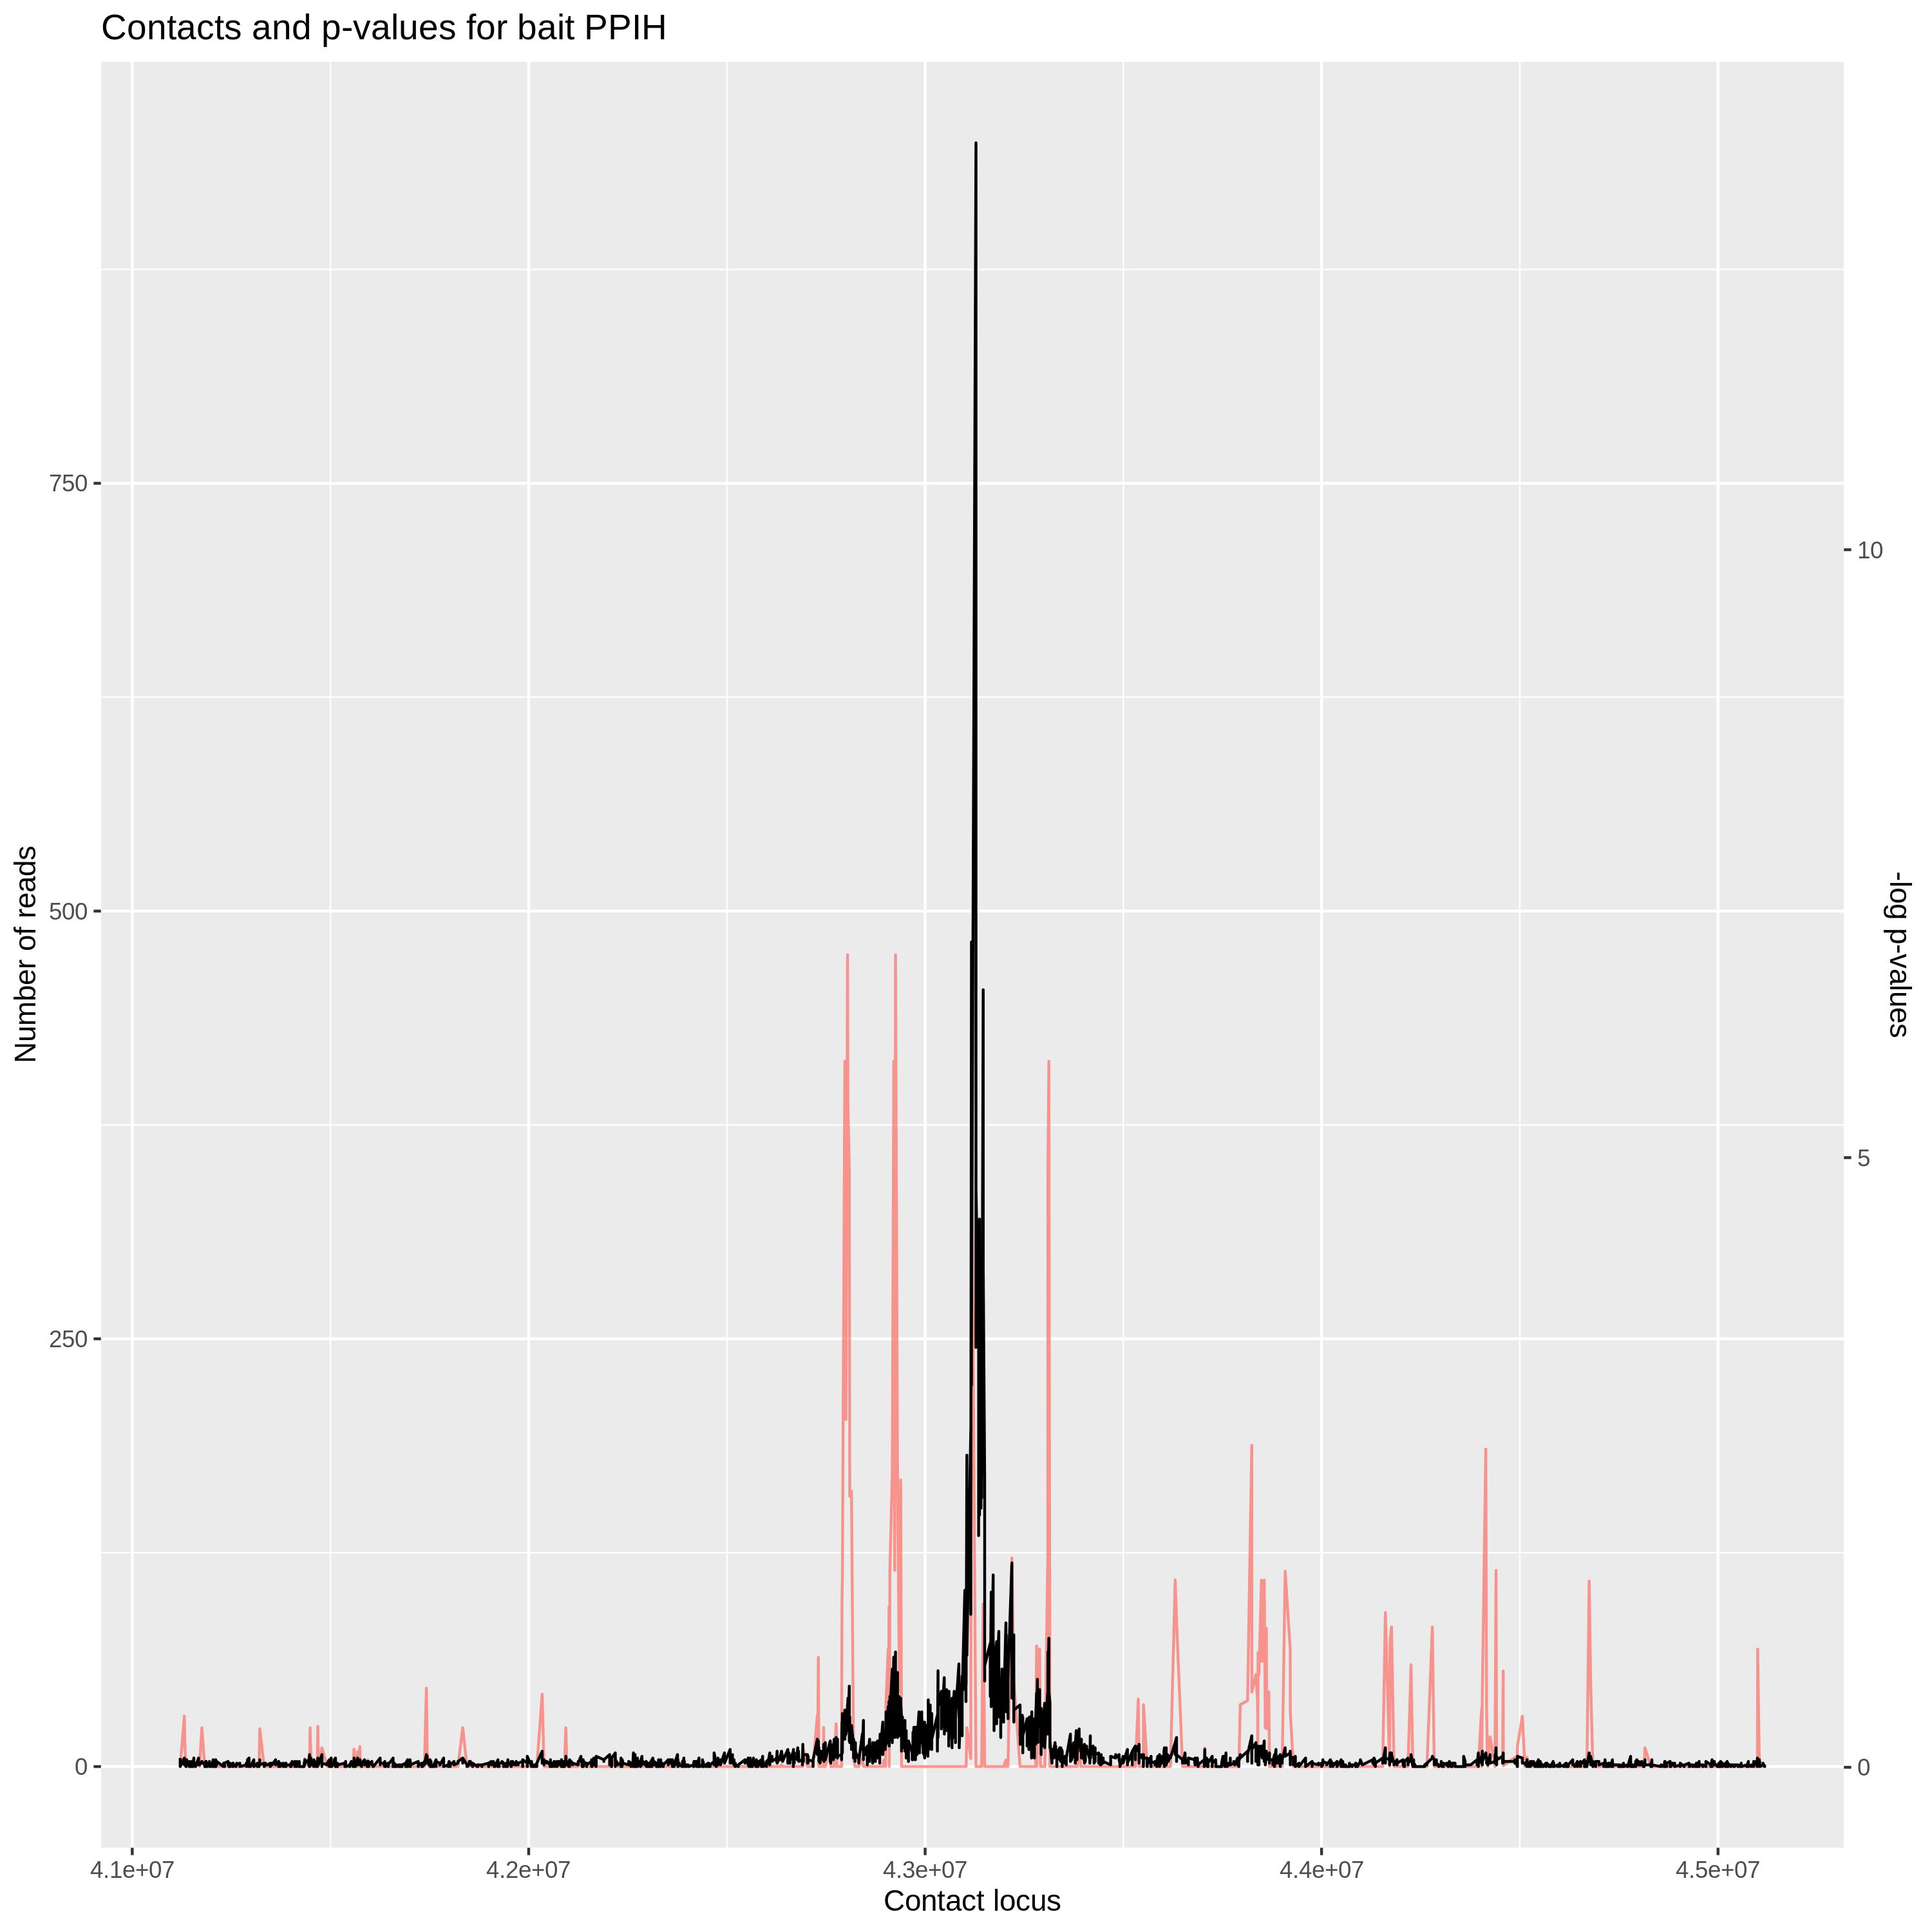 Contacts and p-values for bait PPIH
Number of reads
750
500
250
0
10
5
0
-log p-values
4.1e+07
4.2e+07
4.3e+07
4.4e+07
4.5e+07
Contact locus